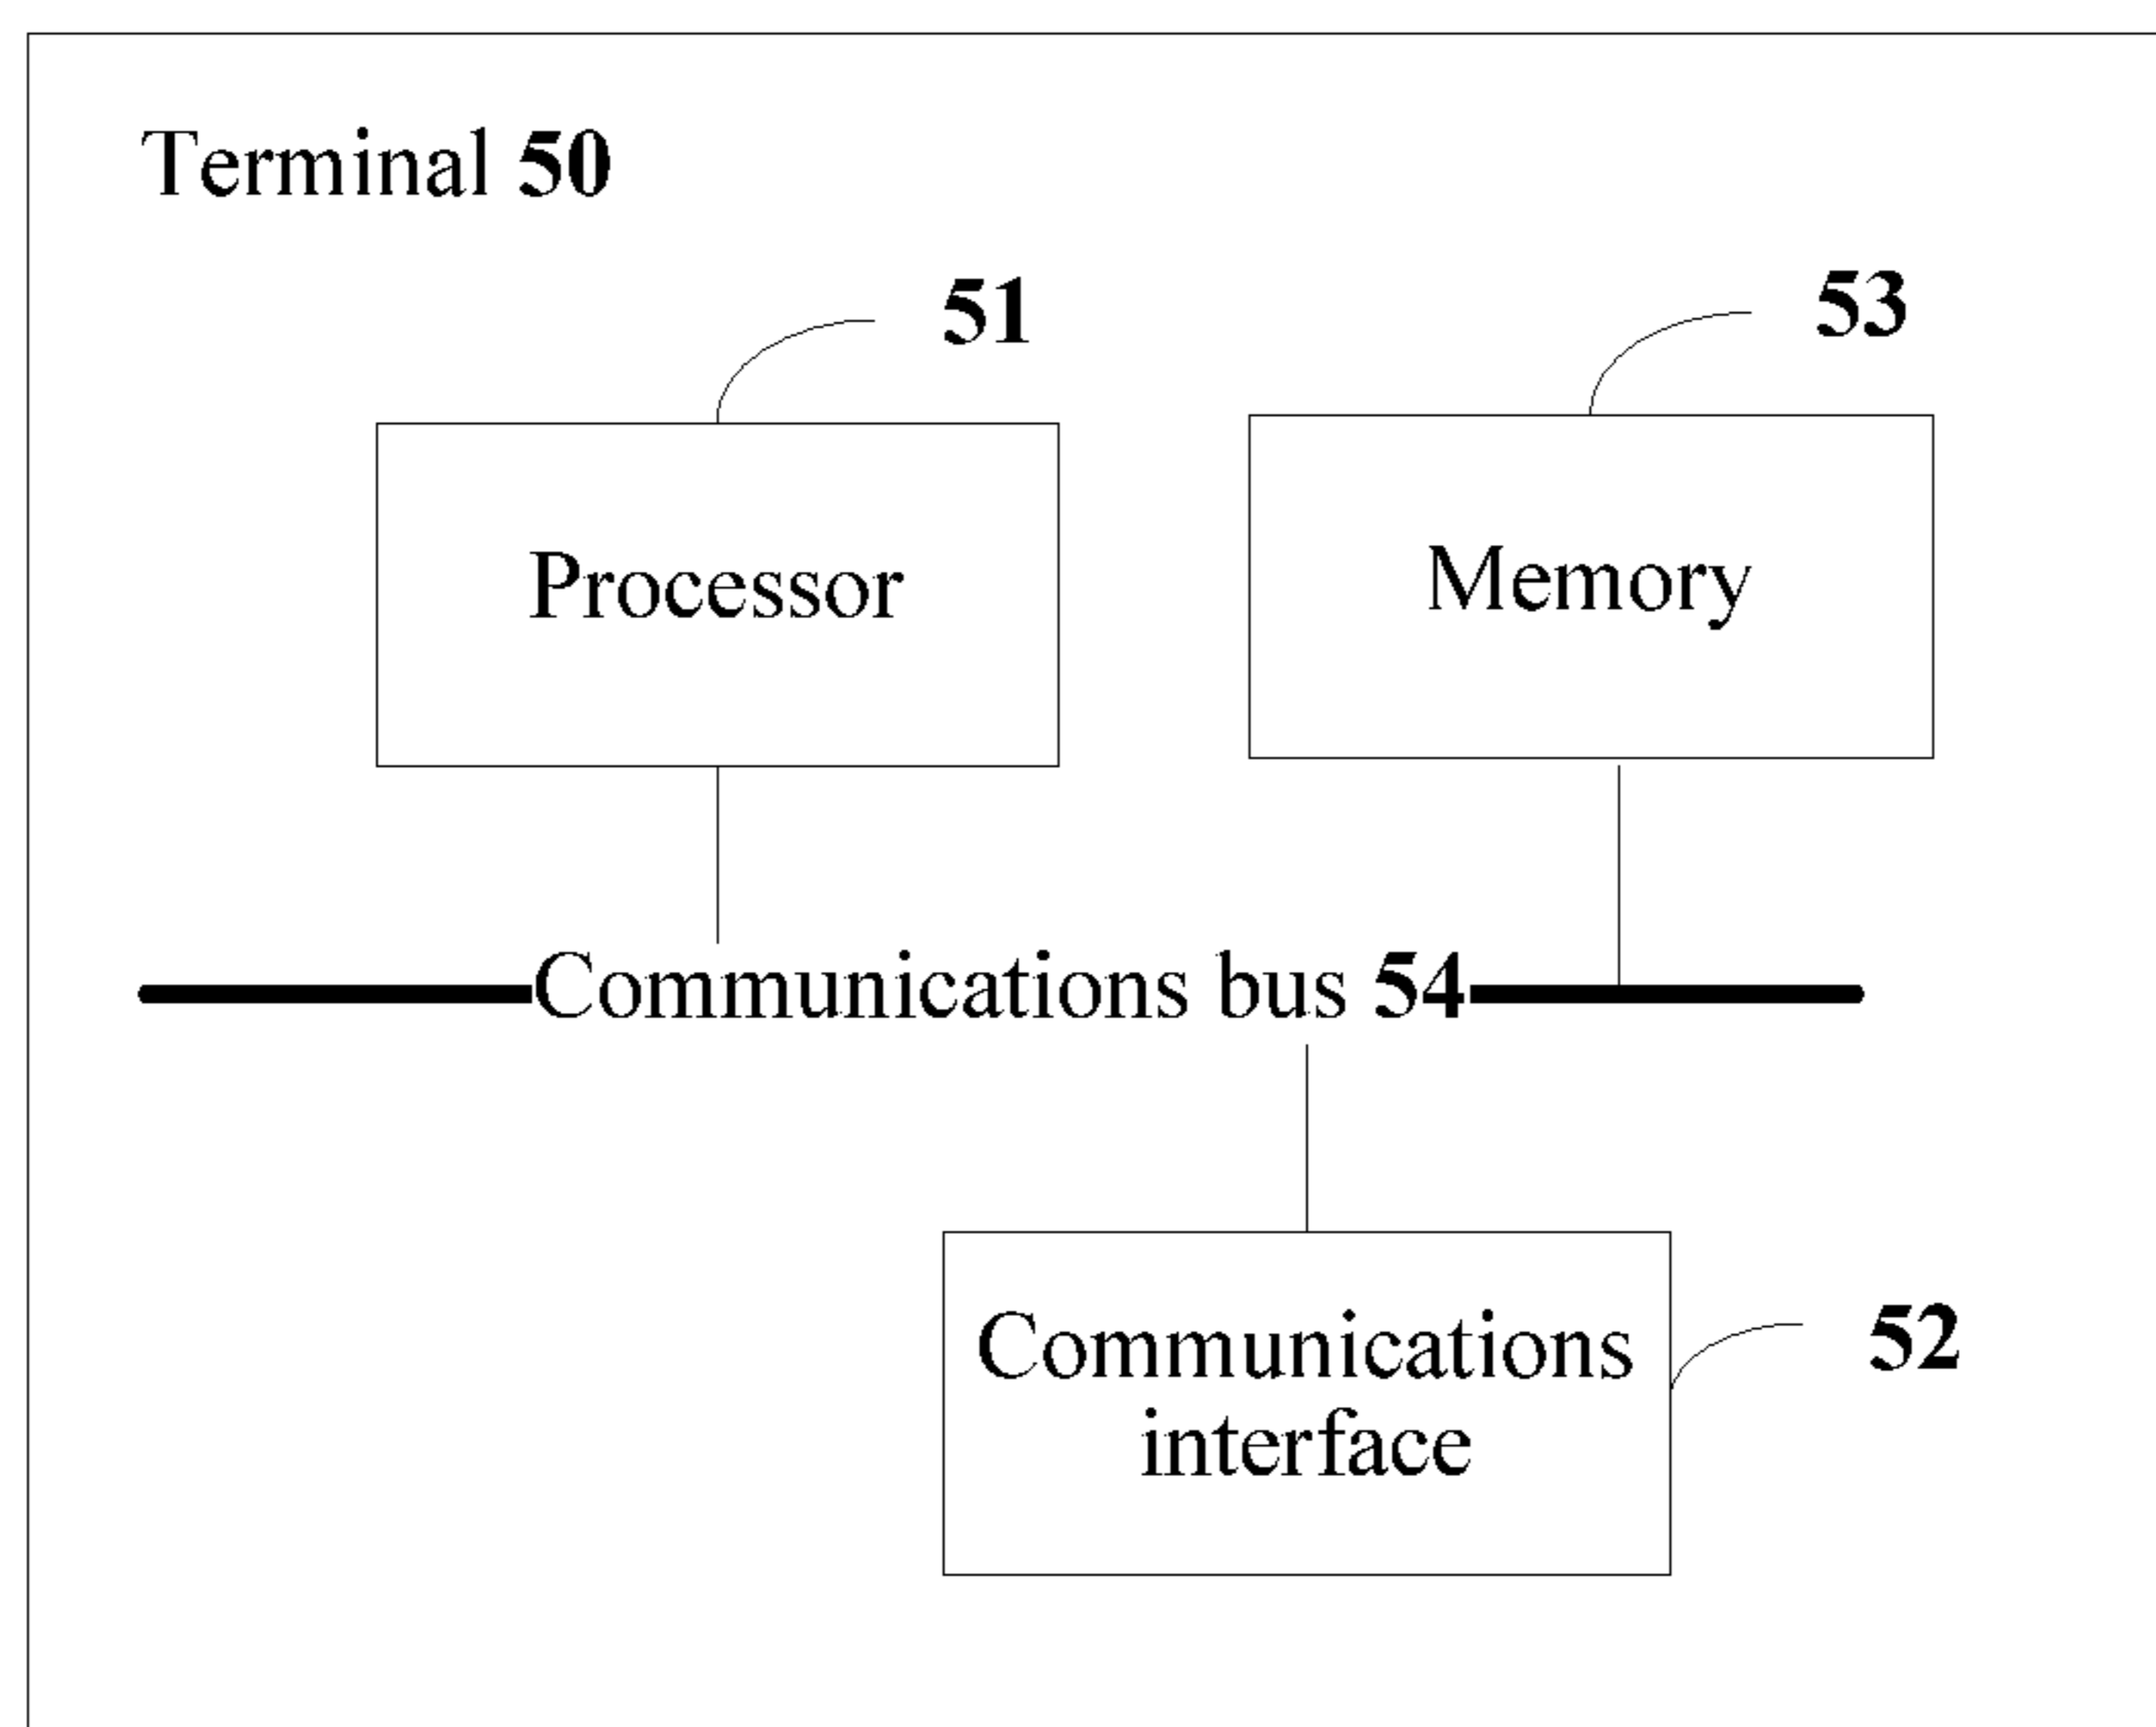 Terminal 50
51
53
Processor
Memory
Communications bus 54
Communications
interface
52